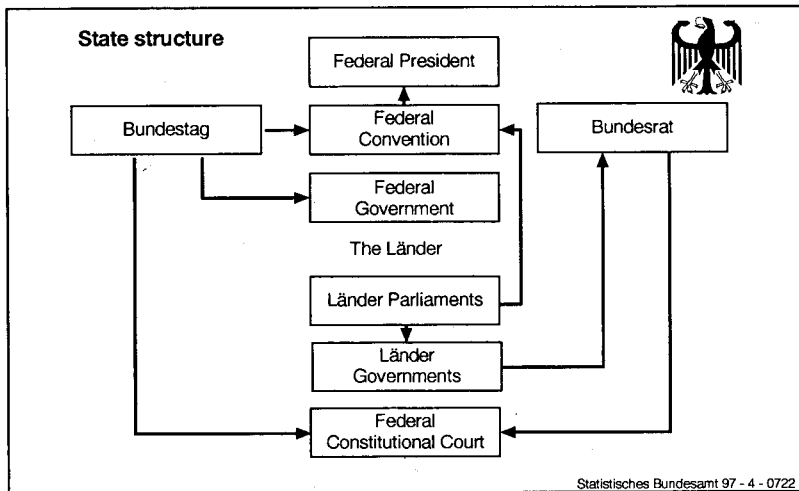 State structure
Federal President
Bundestag
Federal
Convention
Bundesrat
Federal
Government
The Länder
Länder Parliaments
Länder
Governments
Federal
Constitutional Court
Statistisches Bundesamt 97 - 4 - 0722